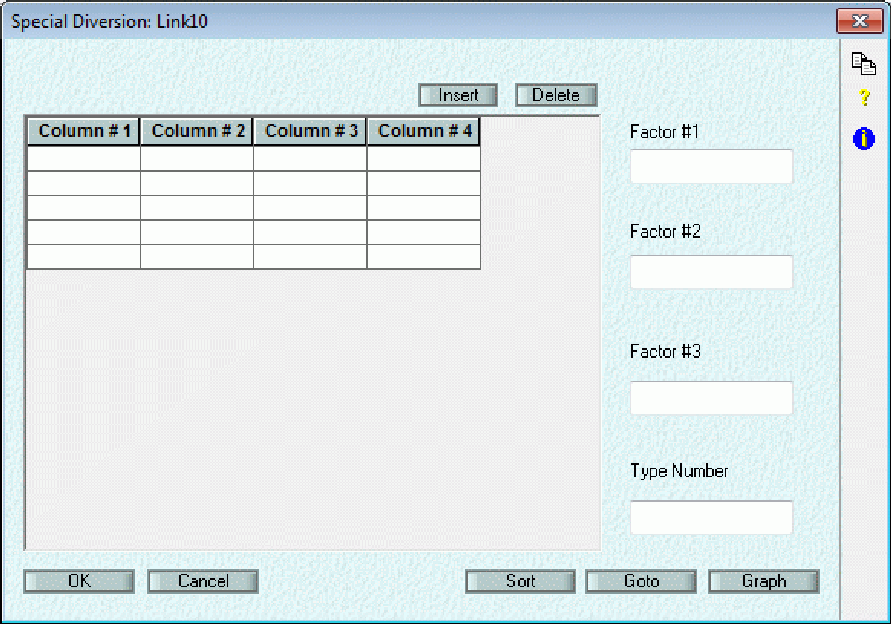 Special Diversion: Link10
Insert Delete
Column # 1 Column # 2 Column # 3 Column # 4
Factor #1
Factor #2
Factor #3
Type Number
OK Cancel Sort Goto Graph